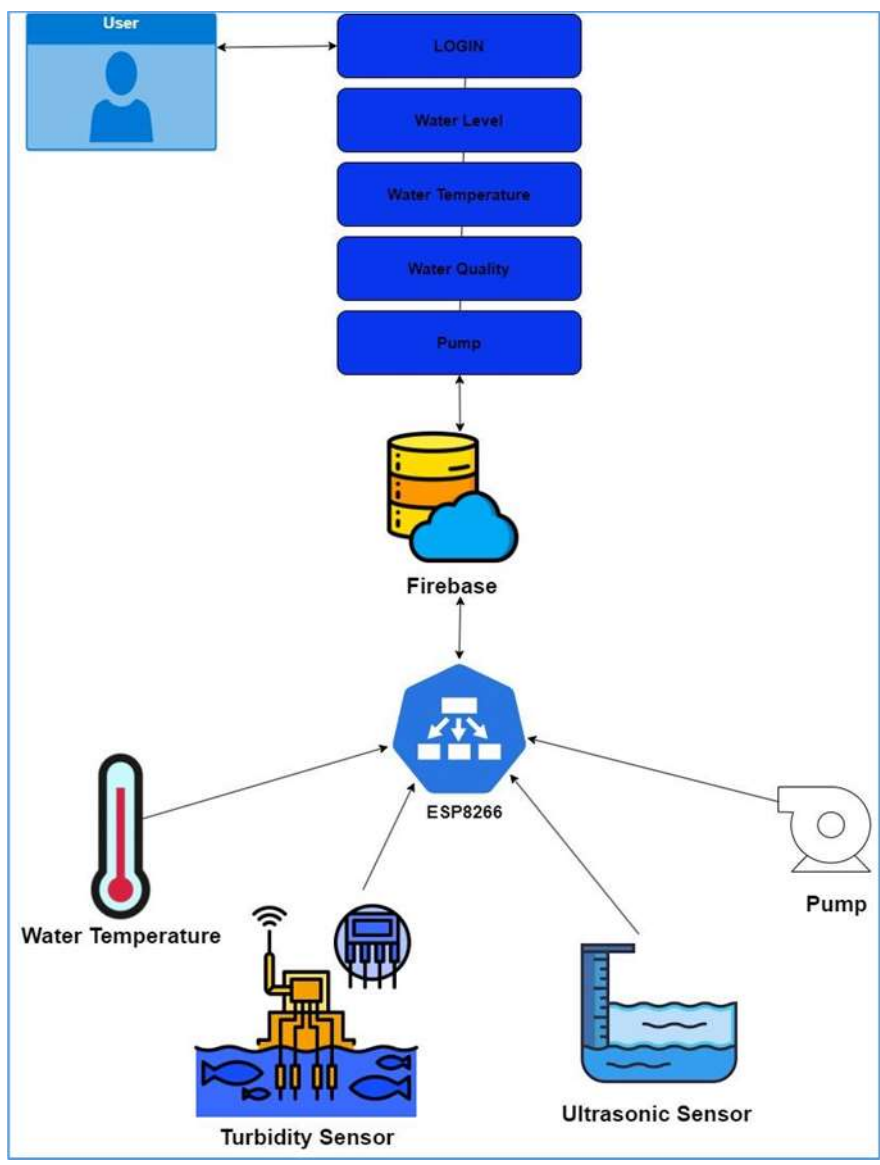 User
LOGIN
Water Level
Water Temperature
Water Quality
Pump
Firebase
ESP8266
Water Temperature
Pump
Turbidity Sensor
Ultrasonic Sensor